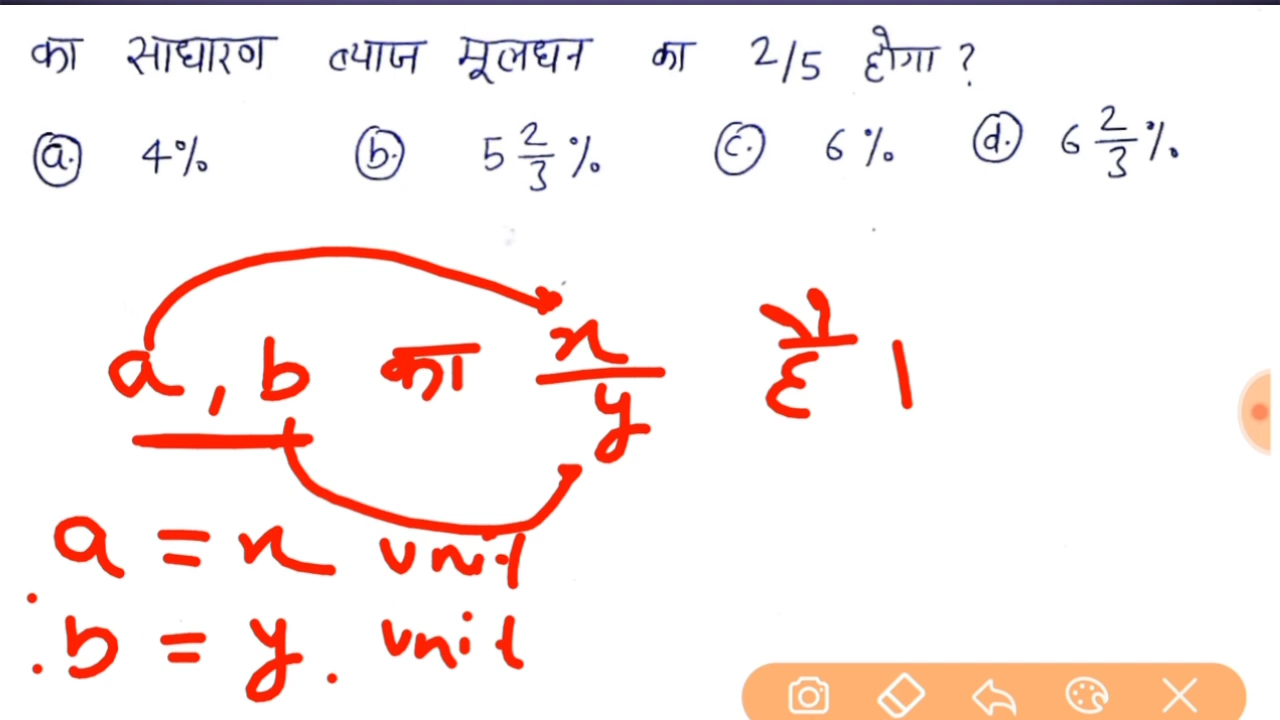 का साधारण ब्याज मूलधन का 2/5 होगा ?
(a.) 4% (b.) 5 2/3 % (c.) 6% (d.) 6 2/3 %
a , b का x/y है।
a = x unit
b = y. unit